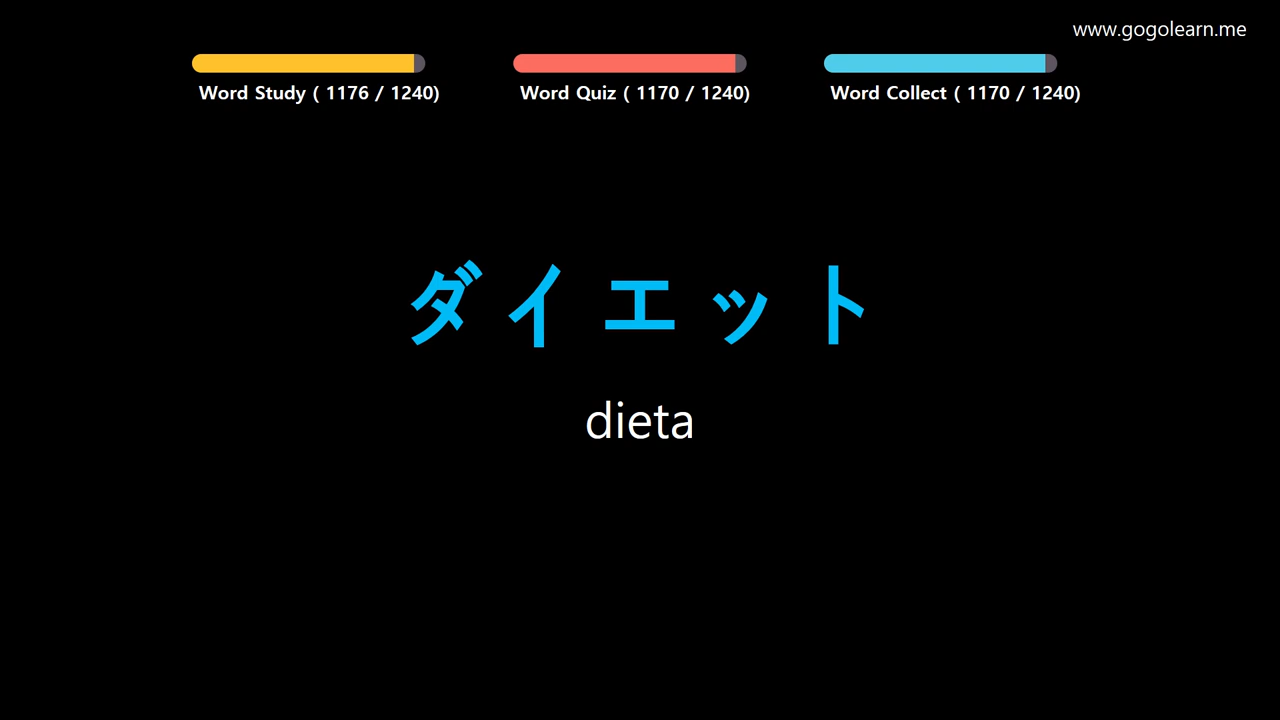 www.gogolearn.me
Word Study ( 1176 / 1240)
Word Quiz ( 1170 / 1240)
Word Collect ( 1170 / 1240)
ダイエット
dieta